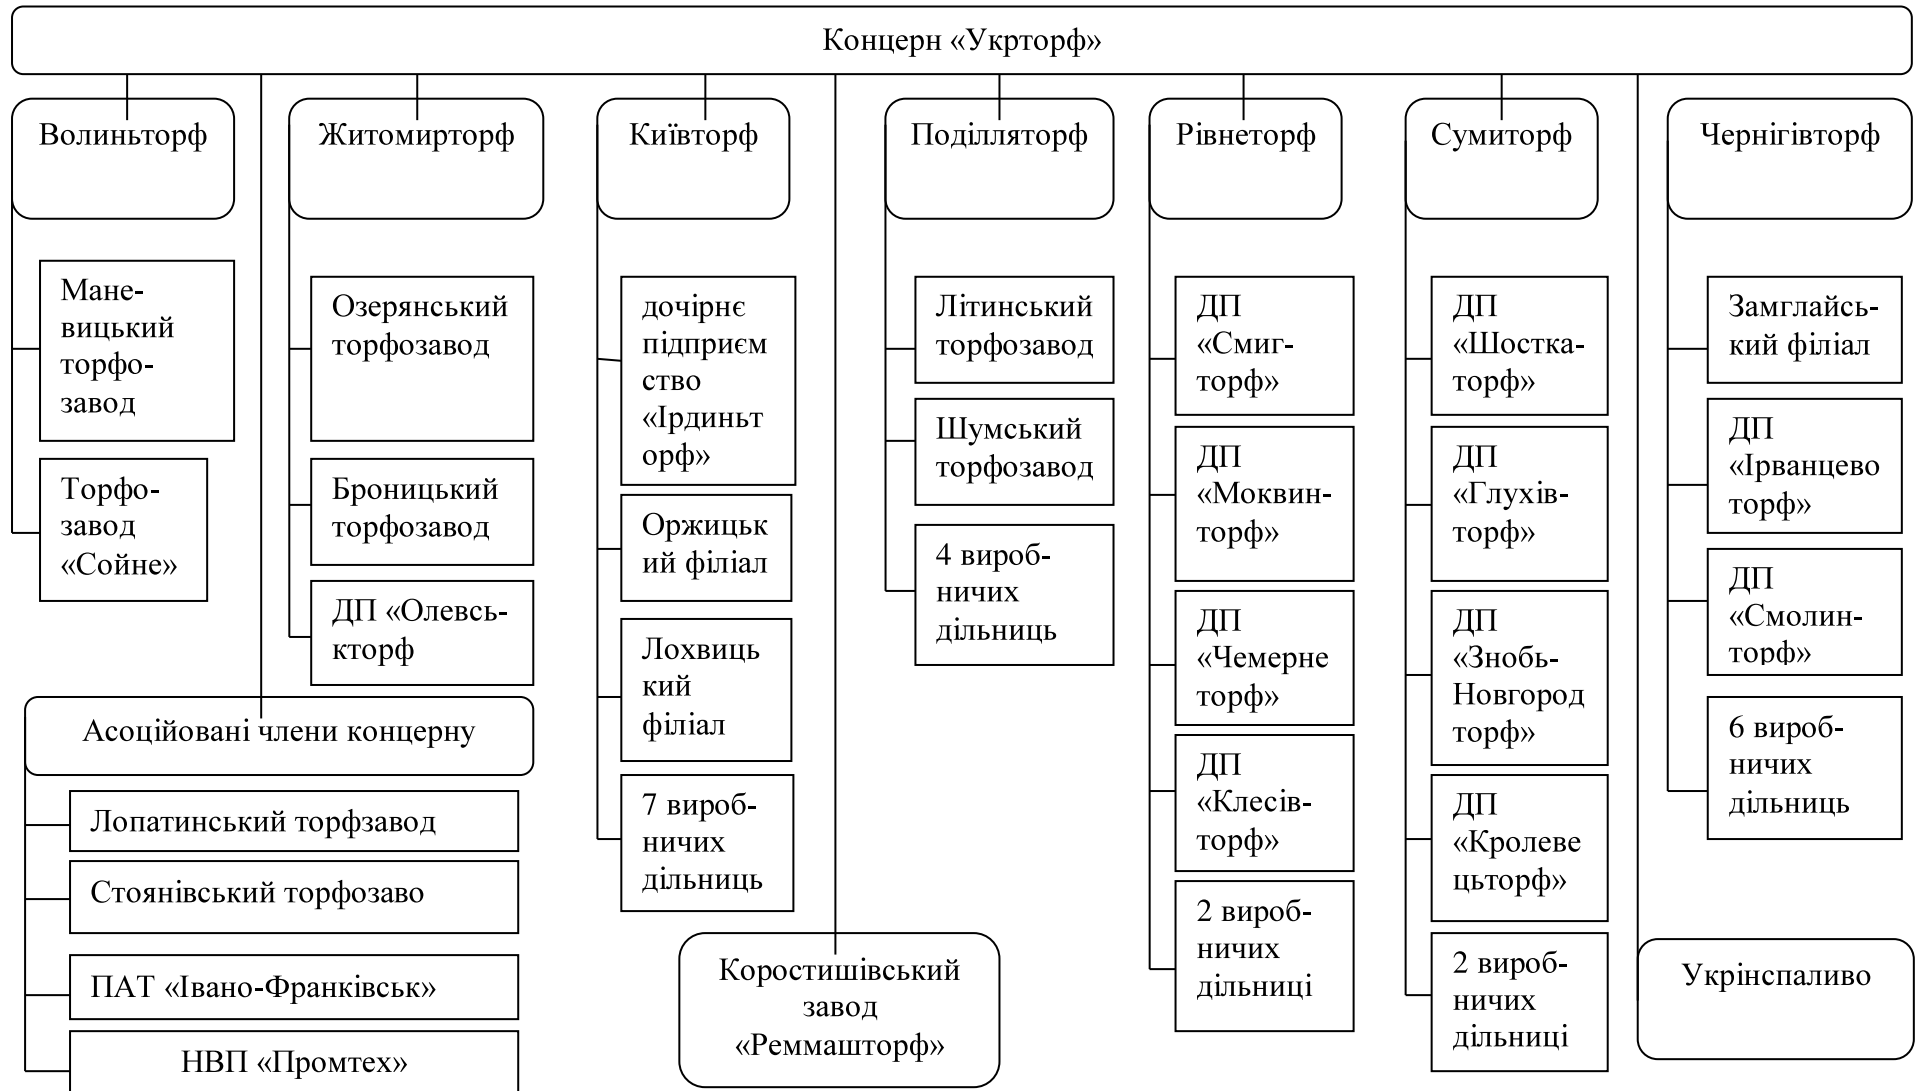 Концерн «Укрторф»
Волиньторф
Житомирторф
Київторф
Поділляторф
Рівнеторф
Сумиторф
Чернігівторф
Мане-
вицький
торфо-
завод
Торфо-
завод
«Сойне»
Озерянський
торфозавод
Броницький
торфозавод
ДП «Олевсь-
кторф
дочірнє
підприєм
ство
«Ірдиньт
орф»
Оржицьк
ий філіал
Лохвиць
кий
філіал
7 вироб-
ничих
дільниць
Літинський
торфозавод
Шумський
торфозавод
4 вироб-
ничих
дільниць
ДП
«Смиг-
торф»
ДП
«Моквин-
торф»
ДП
«Чемерне
торф»
ДП
«Клесів-
торф»
2 вироб-
ничих
дільниці
ДП
«Шостка-
торф»
ДП
«Глухів-
торф»
ДП
«Знобь-
Новгород
торф»
ДП
«Кролеве
цьторф»
2 вироб-
ничих
дільниці
Замглайсь-
кий філіал
ДП
«Ірванцево
торф»
ДП
«Смолин-
торф»
6 вироб-
ничих
дільниць
Асоційовані члени концерну
Лопатинський торфзавод
Стоянівський торфозаво
ПАТ «Івано-Франківськ»
НВП «Промтех»
Коростишівський
завод
«Реммашторф»
Укрінспаливо